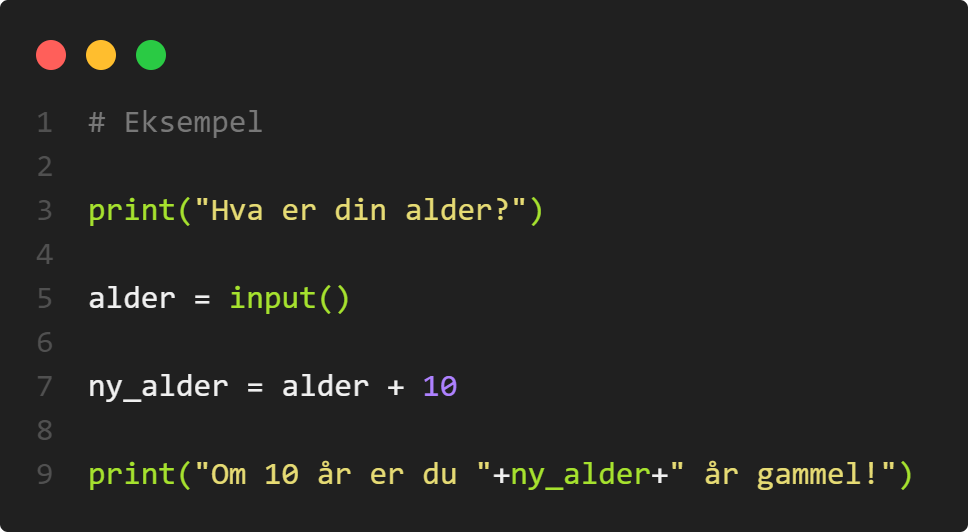 1 # Eksempel
2
3 print("Hva er din alder?")
4
5 alder = input()
6
7 ny_alder = alder + 10
8
9 print("Om 10 år er du "+ny_alder+" år gammel!")